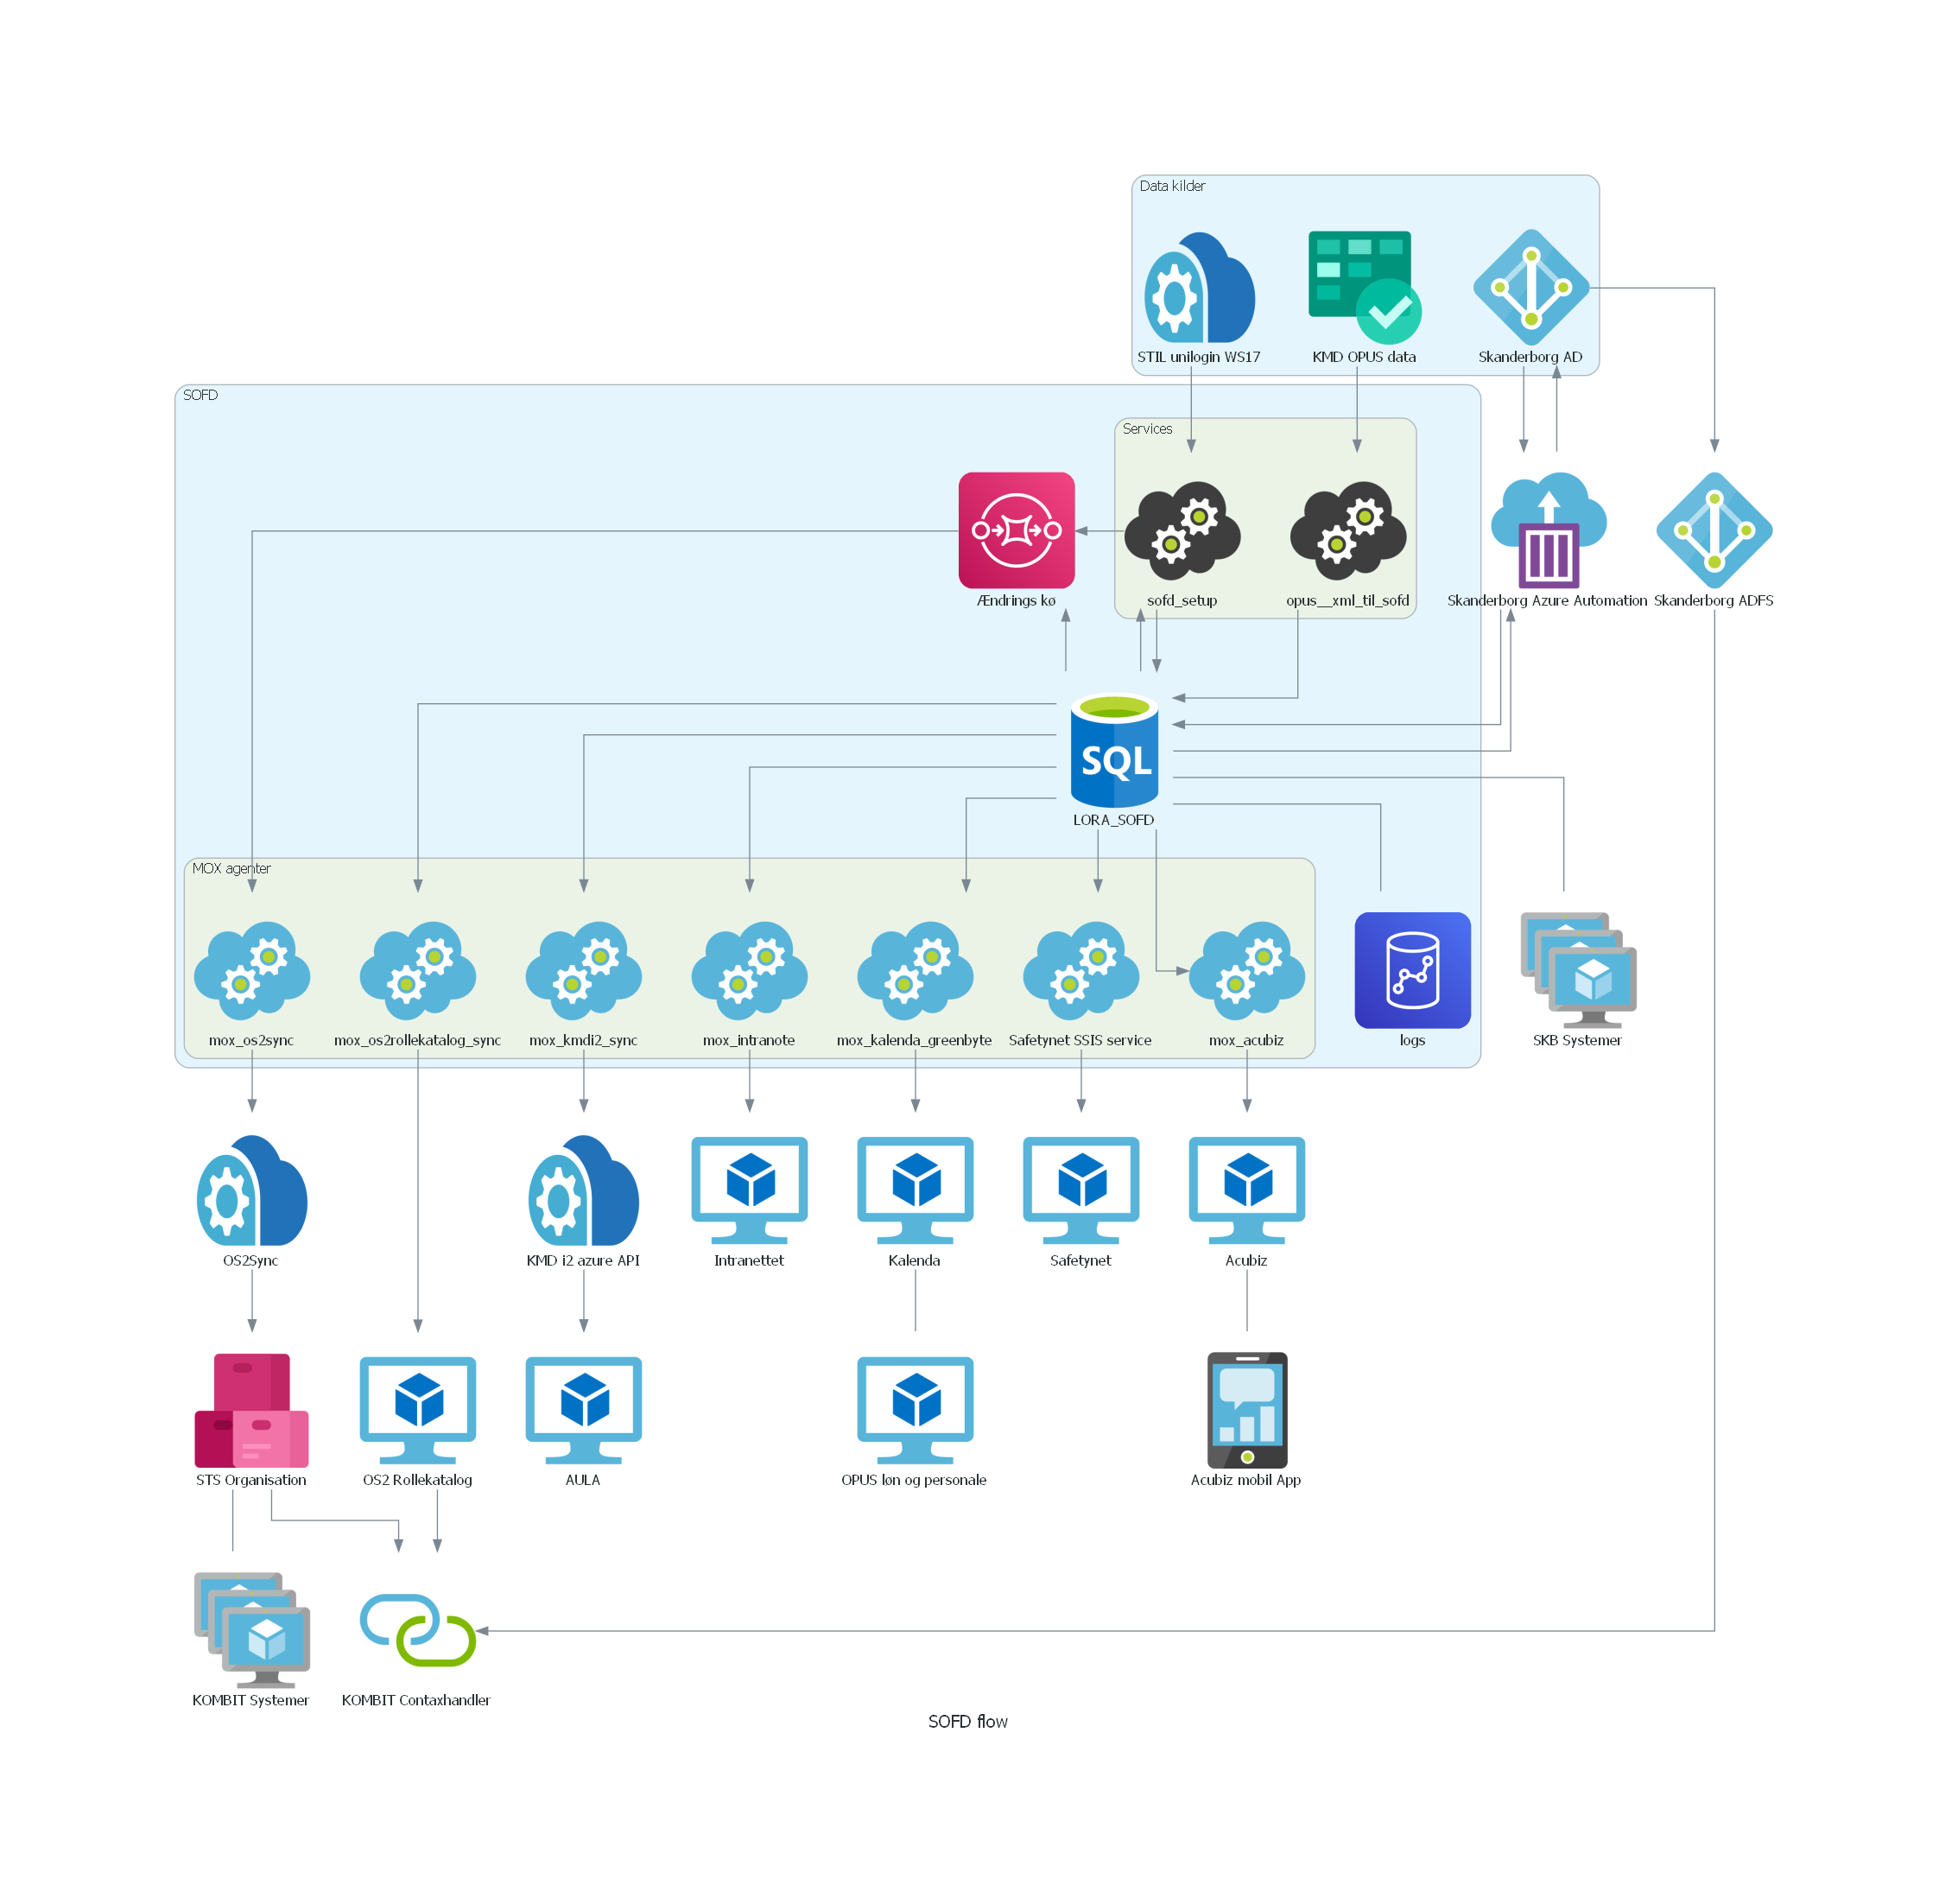 Data kilder
STIL unilogin WS17
KMD OPUS data
Skanderborg AD
SOFD
Services
Ændrings kø
sofd_setup
opus__xml_til_sofd
Skanderborg Azure Automation
Skanderborg ADFS
SQL
LORA_SOFD
MOX agenter
mox_os2sync
mox_os2rollekatalog_sync
mox_kmdi2_sync
mox_intranote
mox_kalenda_greenbyte
Safetynet SSIS service
mox_acubiz
logs
SKB Systemer
OS2Sync
KMD i2 azure API
Intranettet
Kalenda
Safetynet
Acubiz
STS Organisation
OS2 Rollekatalog
AULA
OPUS løn og personale
Acubiz mobil App
KOMBIT Systemer
KOMBIT Contaxhandler
SOFD flow